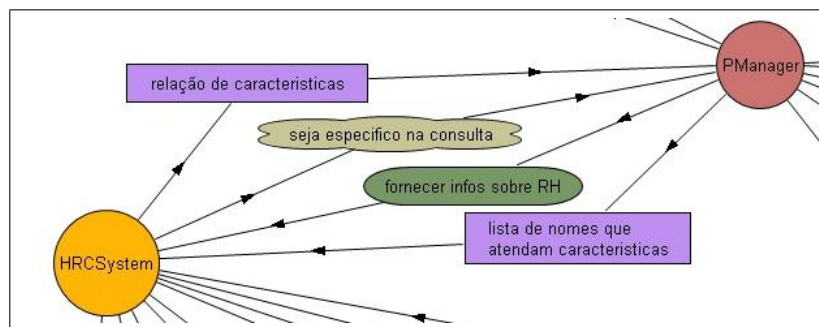 PManager
relação de caracteristicas
seja especifico na consulta
fornecer infos sobre RH
lista de nomes que
atendam caracteristicas
HRCSystem